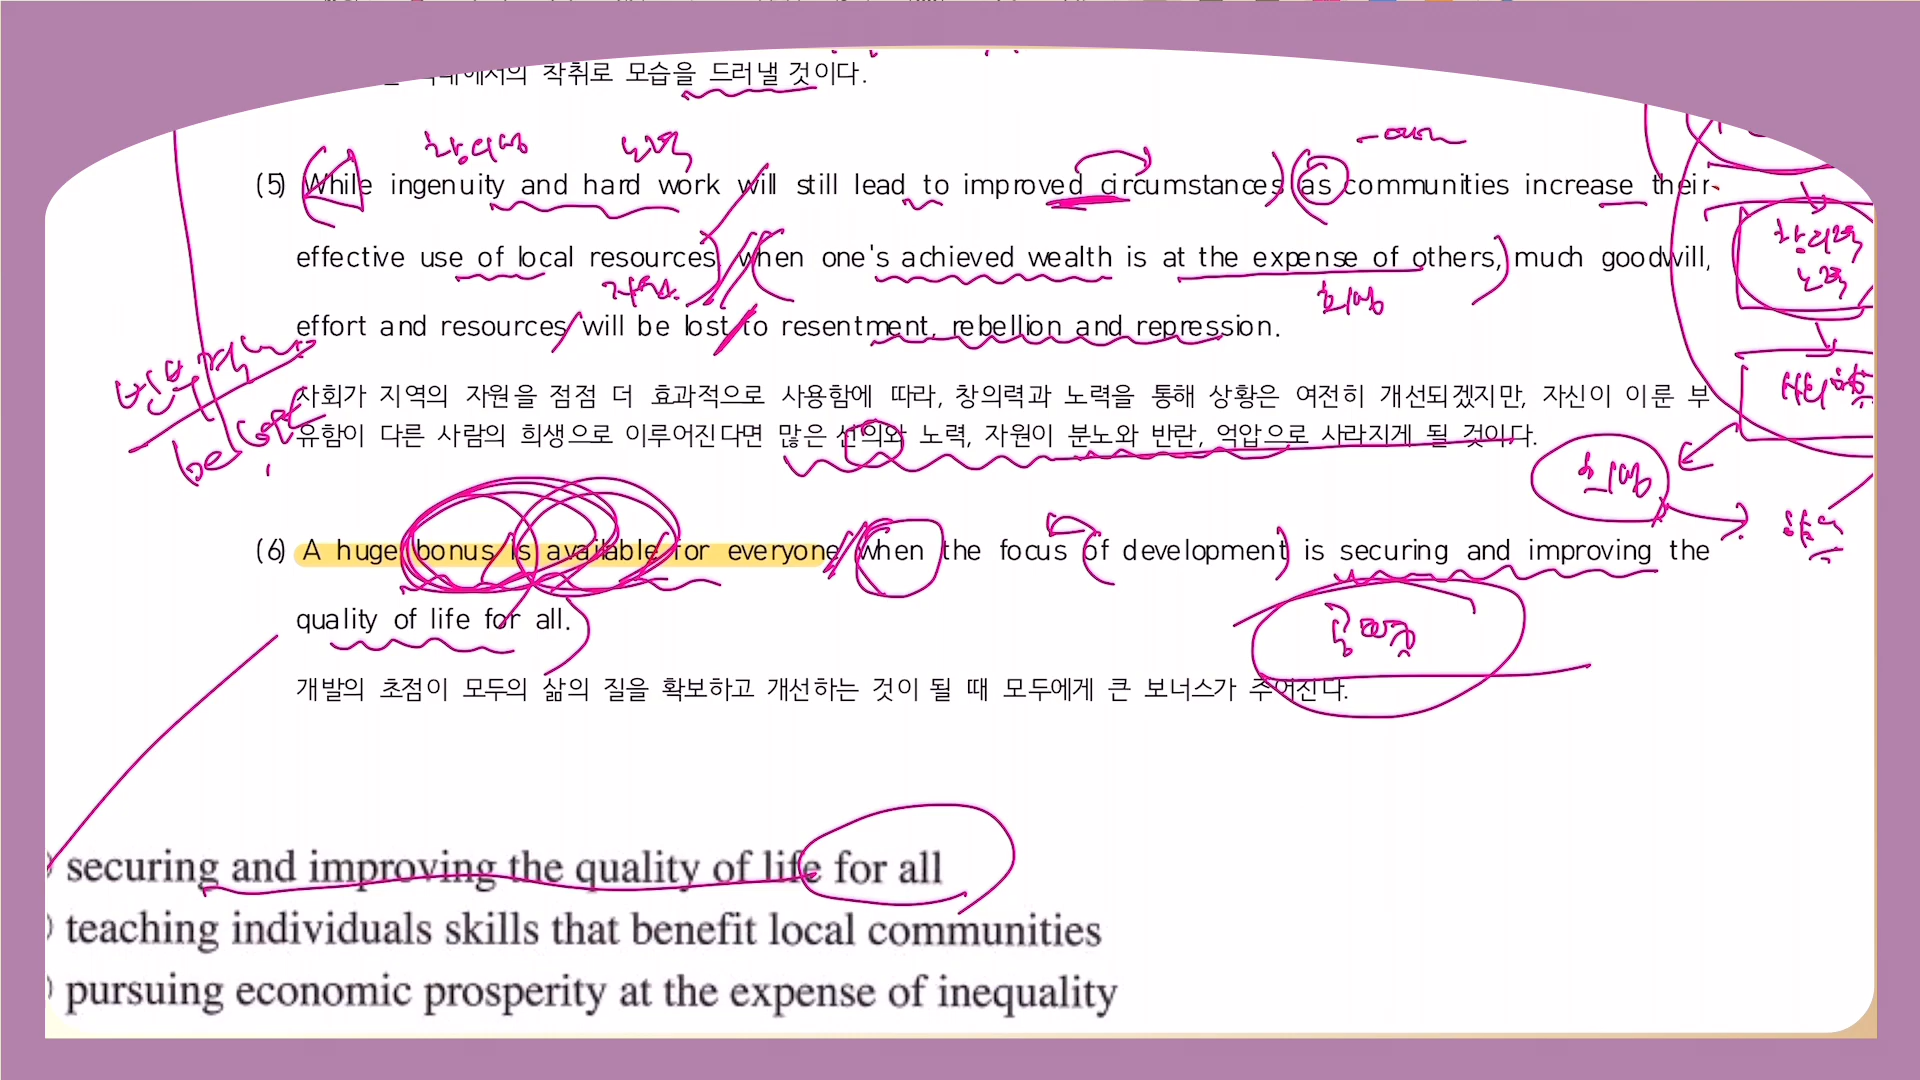 착취로 모습을 드러낼 것이다.
창의성 노력
(5) While ingenuity and hard work will still lead to improved circumstances as communities increase their
effective use of local resources, when one's achieved wealth is at the expense of others, much goodwill,
자원
희생
effort and resources will be lost to resentment, rebellion and repression.
창의력
노력
사회가 지역의 자원을 점점 더 효과적으로 사용함에 따라, 창의력과 노력을 통해 상황은 여전히 개선되겠지만, 자신이 이룬 부
유함이 다른 사람의 희생으로 이루어진다면 많은 선의와 노력, 자원이 분노와 반란, 억압으로 사라지게 될 것이다.
be
희생
(6) A huge bonus is available for everyone when the focus of development is securing and improving the
quality of life for all.
개발의 초점이 모두의 삶의 질을 확보하고 개선하는 것이 될 때 모두에게 큰 보너스가 주어진다.
securing and improving the quality of life for all
teaching individuals skills that benefit local communities
pursuing economic prosperity at the expense of inequality